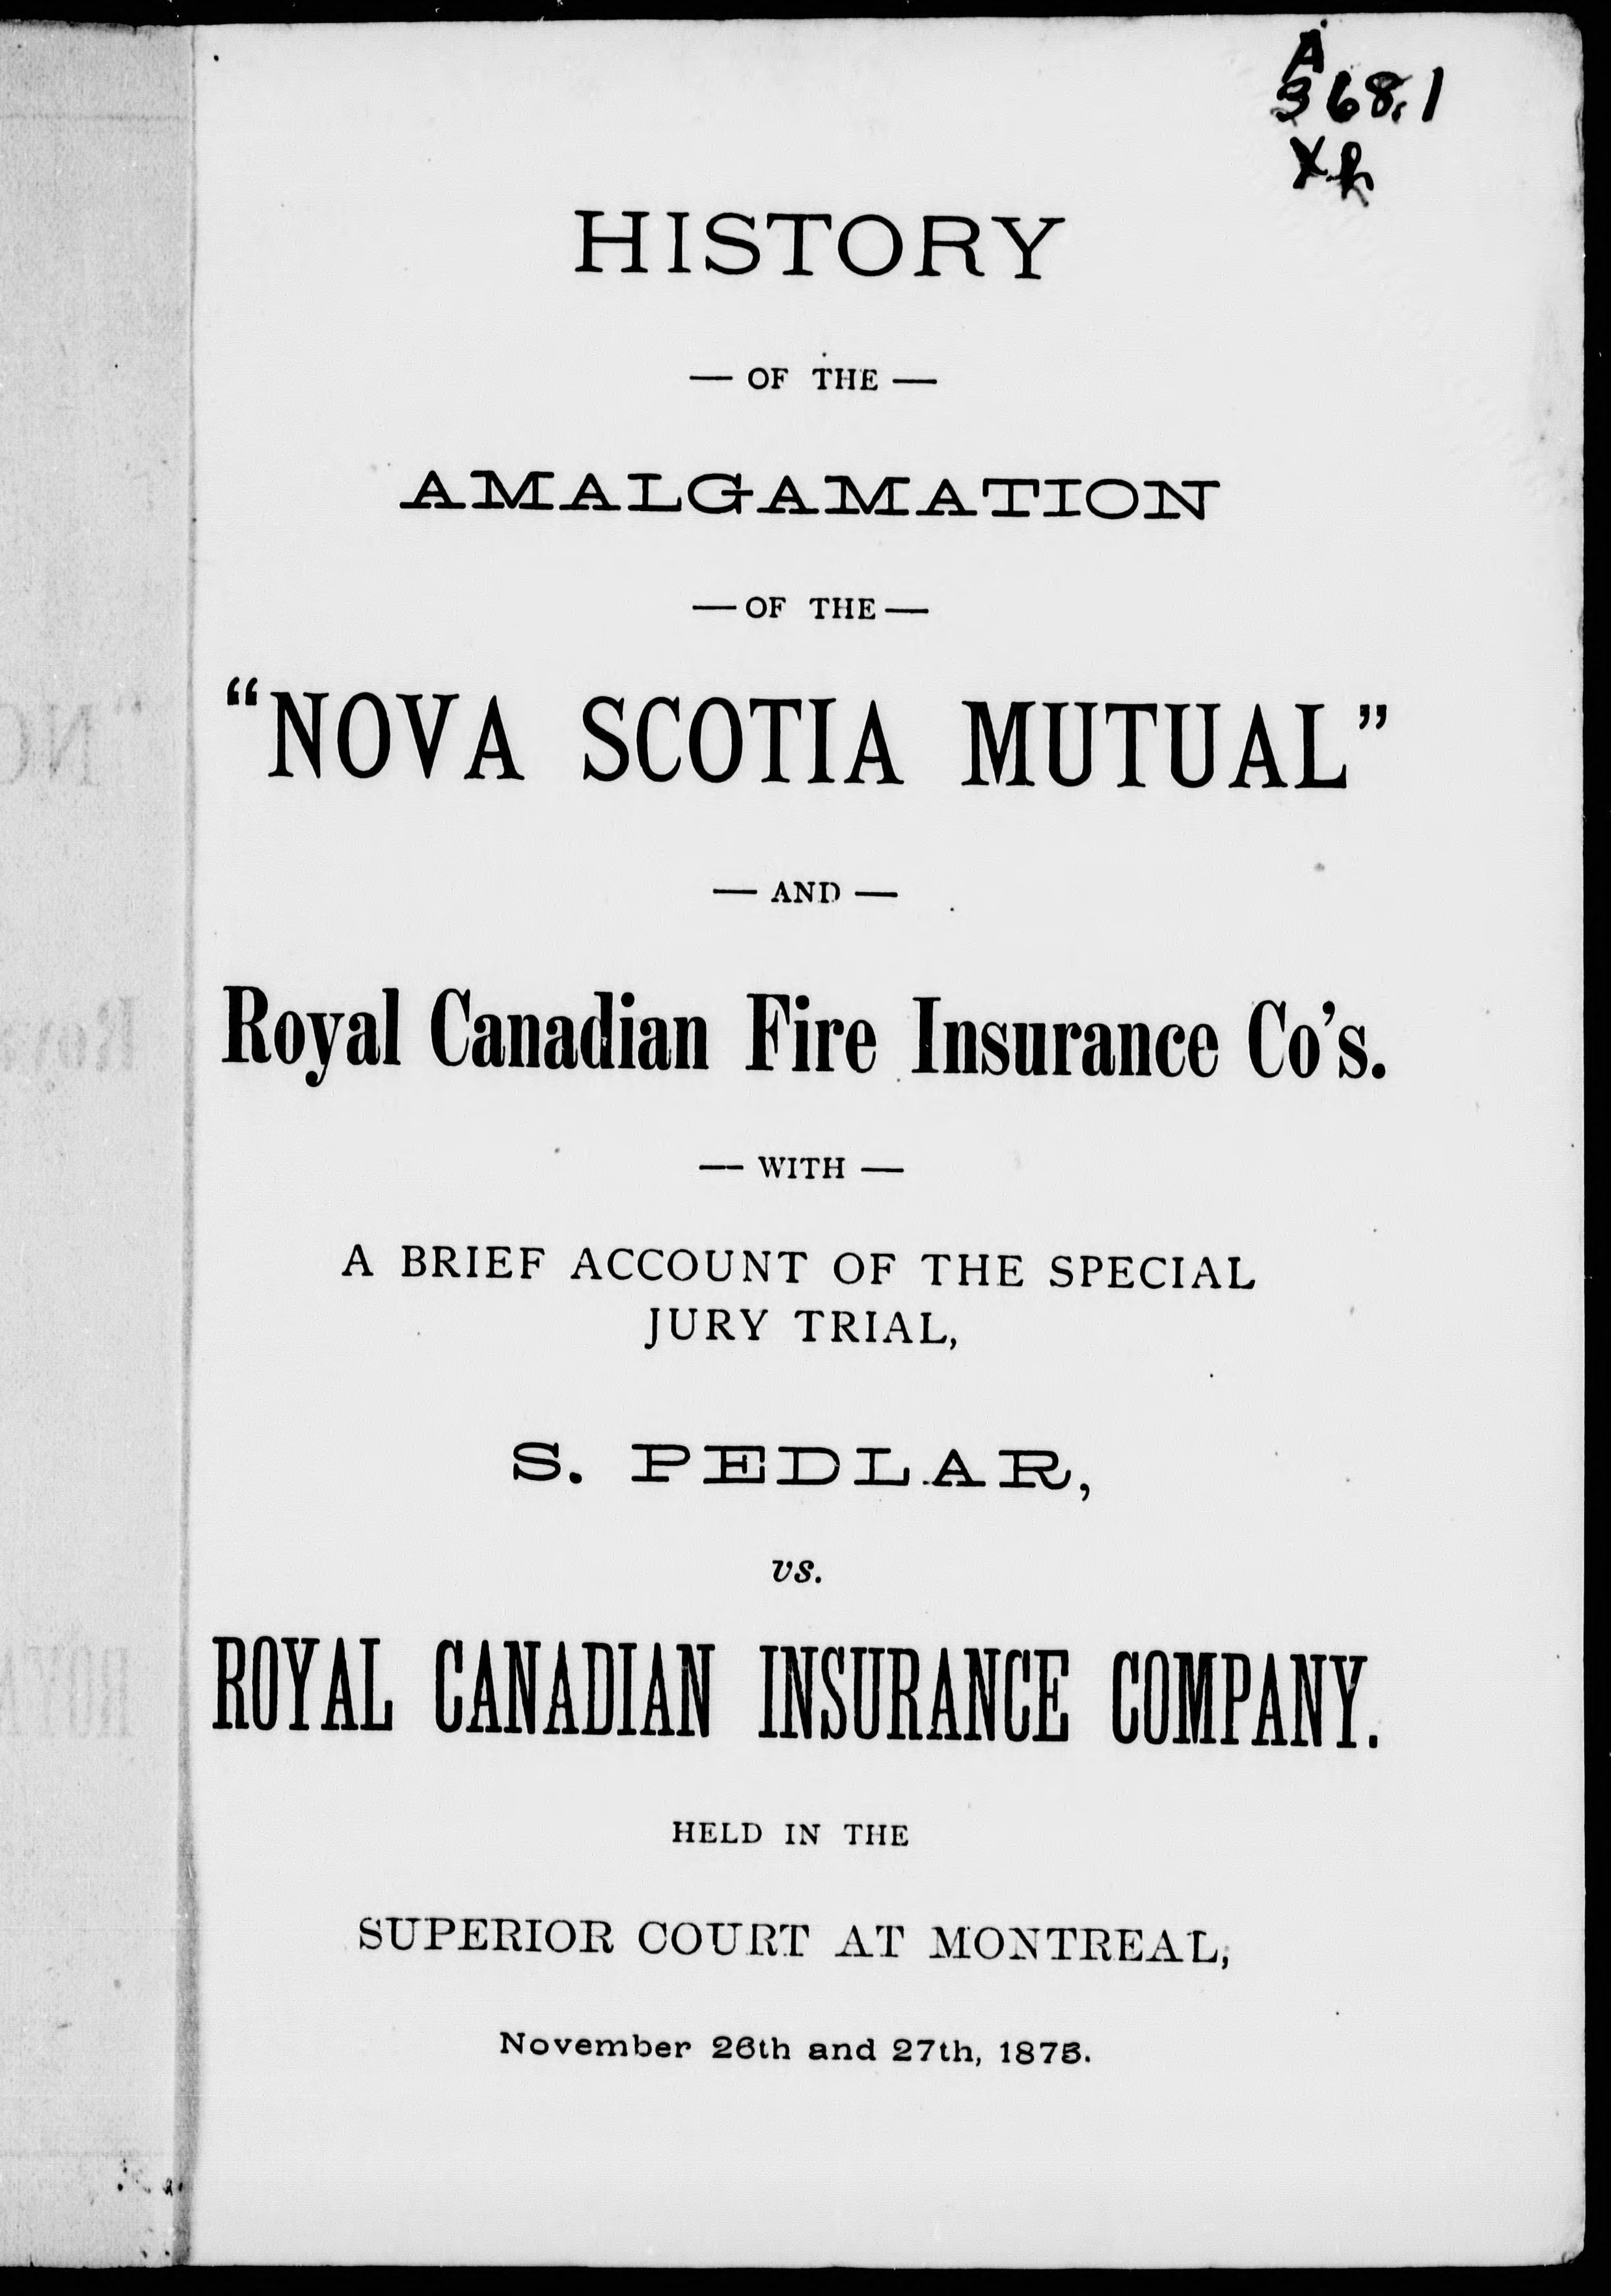 A
368.1
HISTORY
— OF THE —
AMALGAMATION
— OF THE —
“NOVA SCOTIA MUTUAL”
— AND —
Royal Canadian Fire Insurance Co’s.
— WITH —
A BRIEF ACCOUNT OF THE SPECIAL
JURY TRIAL,
S. PEDLAR,
vs.
ROYAL CANADIAN INSURANCE COMPANY.
HELD IN THE
SUPERIOR COURT AT MONTREAL,
November 26th and 27th, 1875.